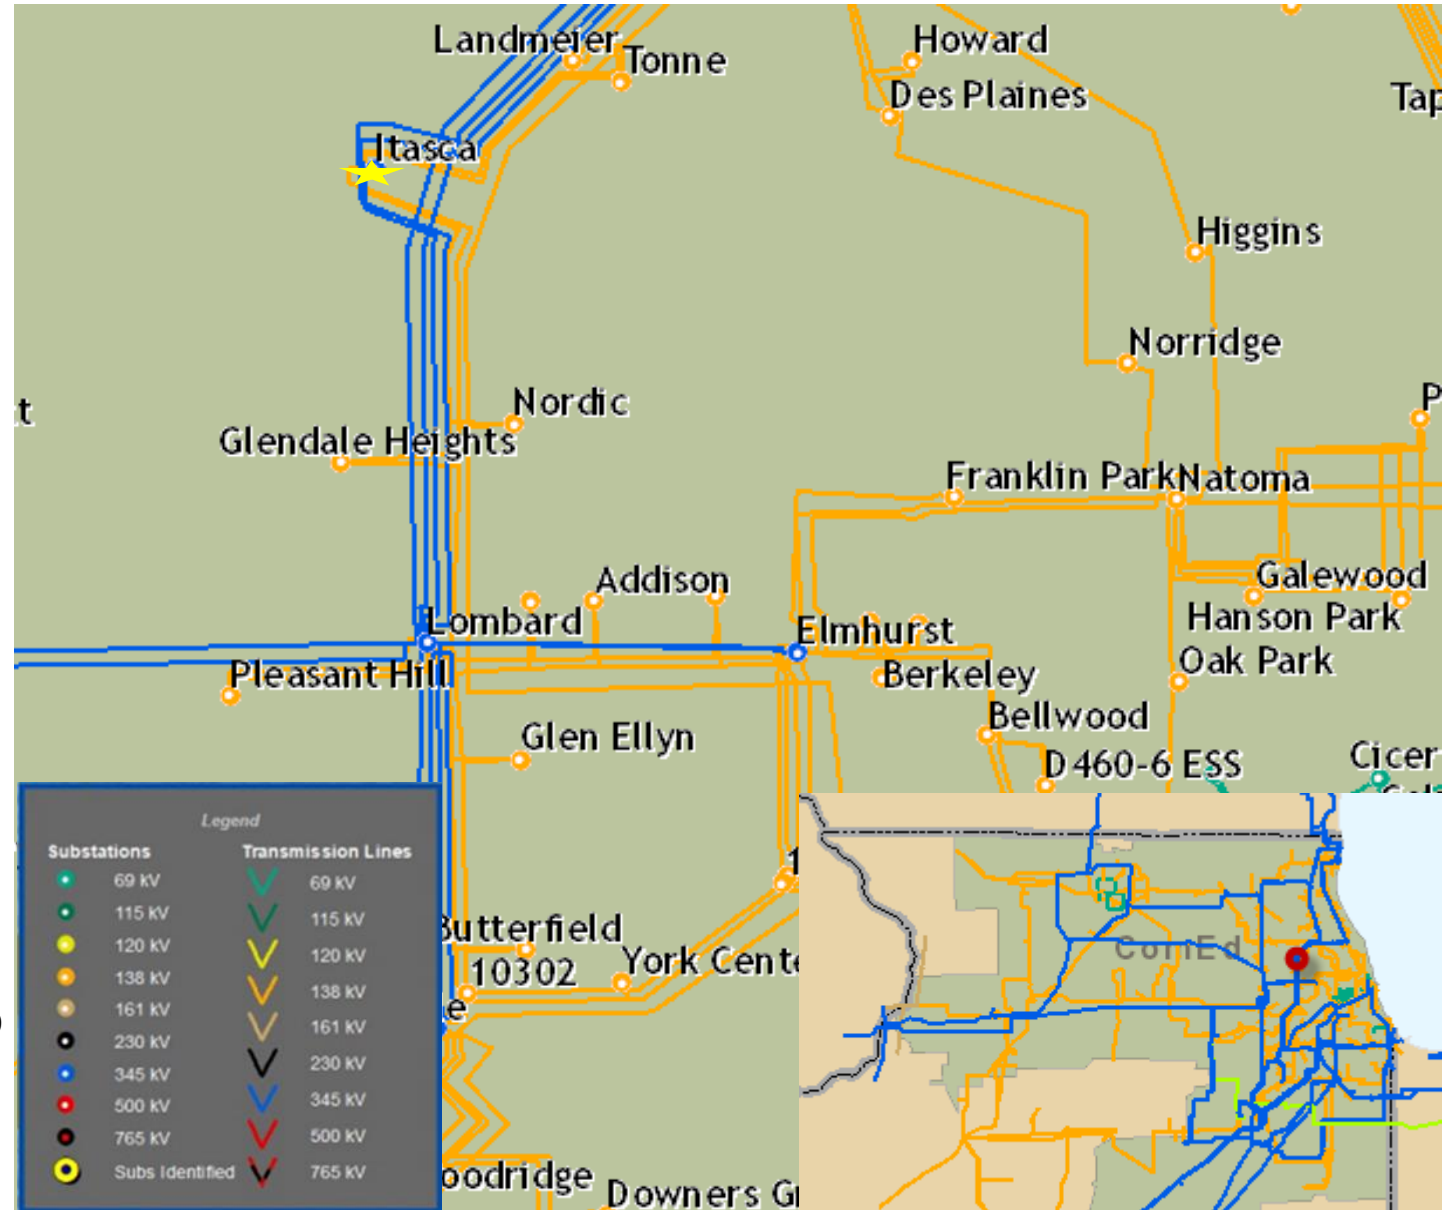 Landmeier
Tonne
Howard
Des Plaines
Itasca
Higgins
Norridge
Nordic
Glendale Heights
Franklin Park
Natoma
Addison
Galewood
Lombard
Elmhurst
Hanson Park
Pleasant Hill
Berkeley
Oak Park
Bellwood
Glen Ellyn
D460-6 ESS
Butterfield
10302
Legend
Substations
Transmission Lines
69 kV
69 kV
115 kV
115 kV
120 kV
120 kV
138 kV
138 kV
161 kV
161 kV
230 kV
230 kV
345 kV
345 kV
500 kV
500 kV
765 kV
765 kV
Subs Identified
ComEd
York Cente
oodridge
Downers G